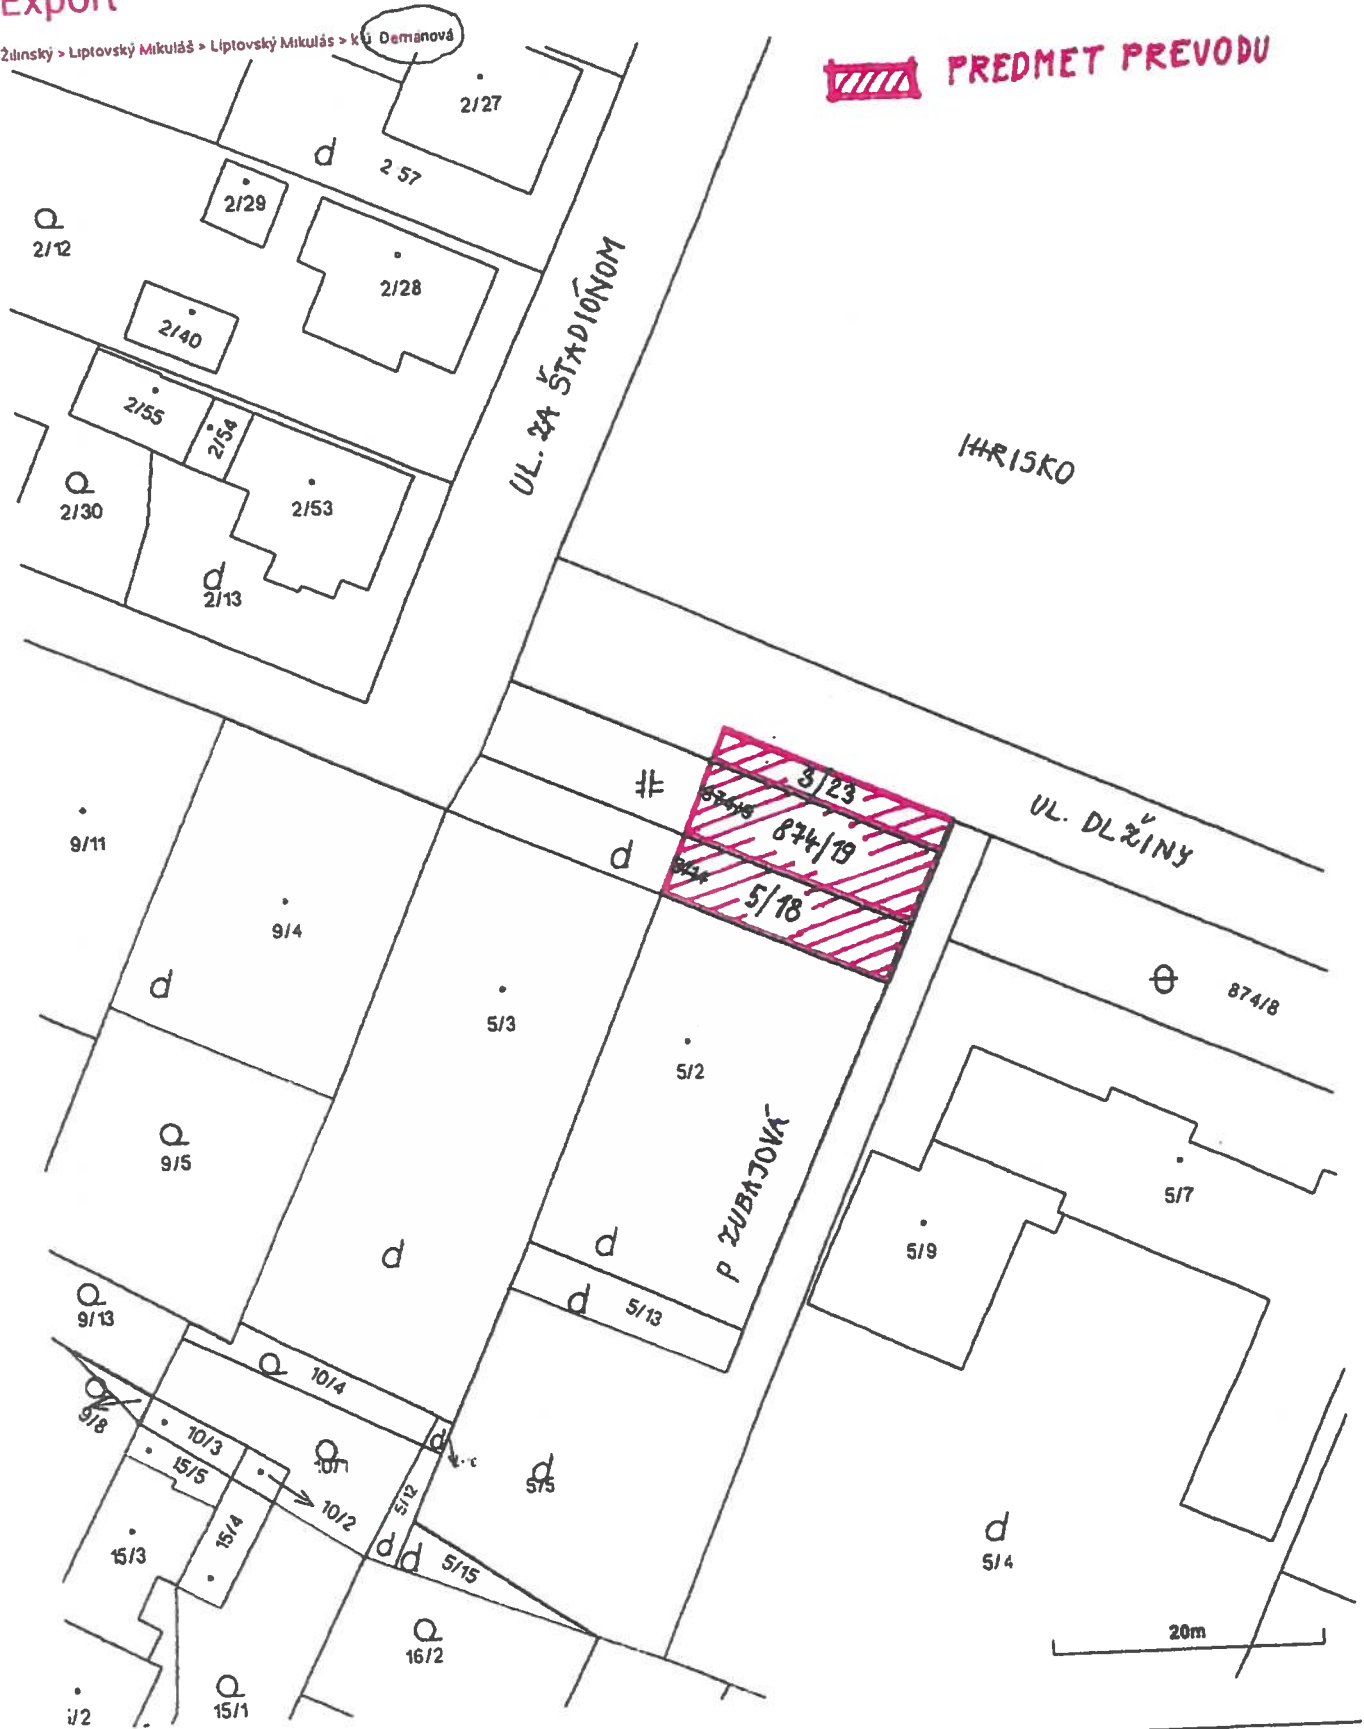 Export
Žilinský > Liptovský Mikuláš > Liptovský Mikuláš > k.ú. Demänová
PREDMET PREVODU
2/27
d
2 57
2/29
2/12
2/28
2/40
UL. ZA ŠTADIÓNOM
2/55
2/54
2/53
2/30
IHRISKO
d
2/13
3/23
874/19
UL. DLŽINY
9/11
d
5/18
9/4
874/8
d
5/3
5/2
9/5
P ZUBAJOVÁ
5/7
5/9
d
d
d
5/13
9/13
10/4
9/8
10/3
15/5
10/1
d
10/2
5/12
d
5/5
15/4
15/3
d
d
5/15
d
5/4
16/2
20m
15/1